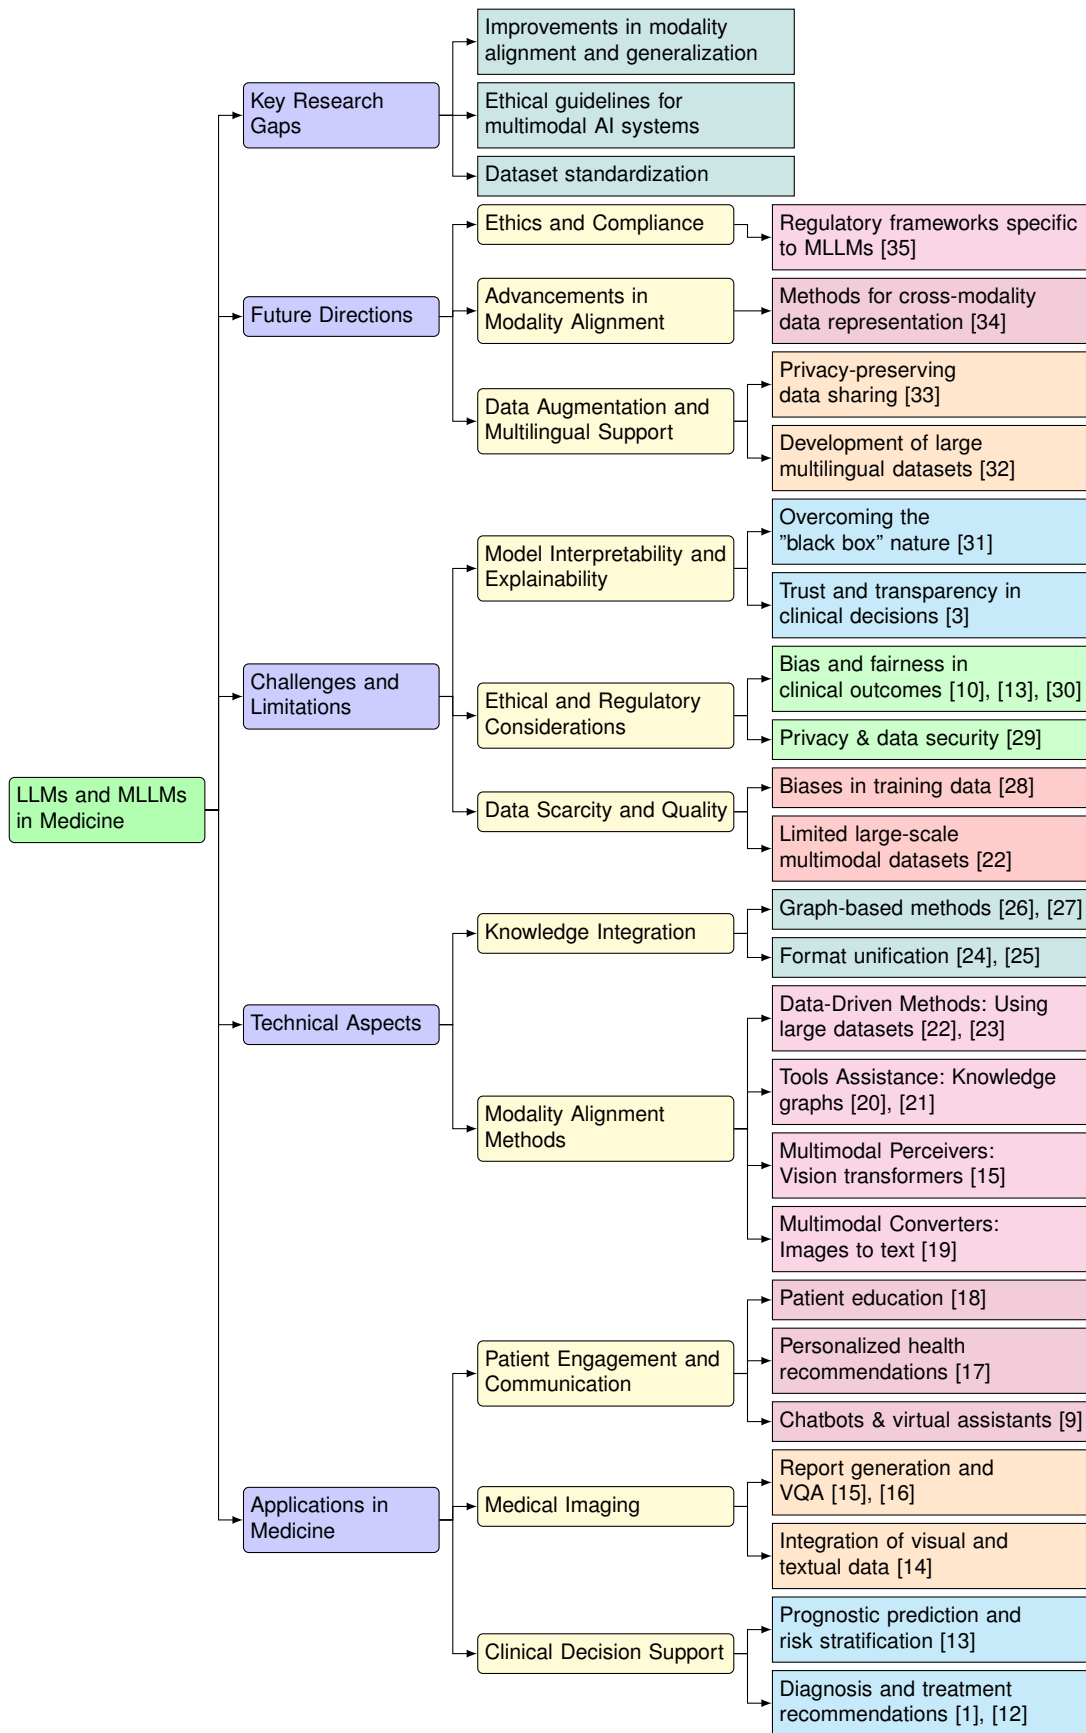 LLMs and MLLMs
in Medicine
Key Research
Gaps
Improvements in modality
alignment and generalization
Ethical guidelines for
multimodal AI systems
Dataset standardization
Future Directions
Ethics and Compliance
Regulatory frameworks specific
to MLLMs [35]
Advancements in
Modality Alignment
Methods for cross-modality
data representation [34]
Data Augmentation and
Multilingual Support
Privacy-preserving
data sharing [33]
Development of large
multilingual datasets [32]
Challenges and
Limitations
Model Interpretability and
Explainability
Overcoming the
”black box” nature [31]
Trust and transparency in
clinical decisions [3]
Ethical and Regulatory
Considerations
Bias and fairness in
clinical outcomes [10], [13], [30]
Privacy & data security [29]
Data Scarcity and Quality
Biases in training data [28]
Limited large-scale
multimodal datasets [22]
Technical Aspects
Knowledge Integration
Graph-based methods [26], [27]
Format unification [24], [25]
Modality Alignment
Methods
Data-Driven Methods: Using
large datasets [22], [23]
Tools Assistance: Knowledge
graphs [20], [21]
Multimodal Perceivers:
Vision transformers [15]
Multimodal Converters:
Images to text [19]
Applications in
Medicine
Patient Engagement and
Communication
Patient education [18]
Personalized health
recommendations [17]
Chatbots & virtual assistants [9]
Medical Imaging
Report generation and
VQA [15], [16]
Integration of visual and
textual data [14]
Clinical Decision Support
Prognostic prediction and
risk stratification [13]
Diagnosis and treatment
recommendations [1], [12]